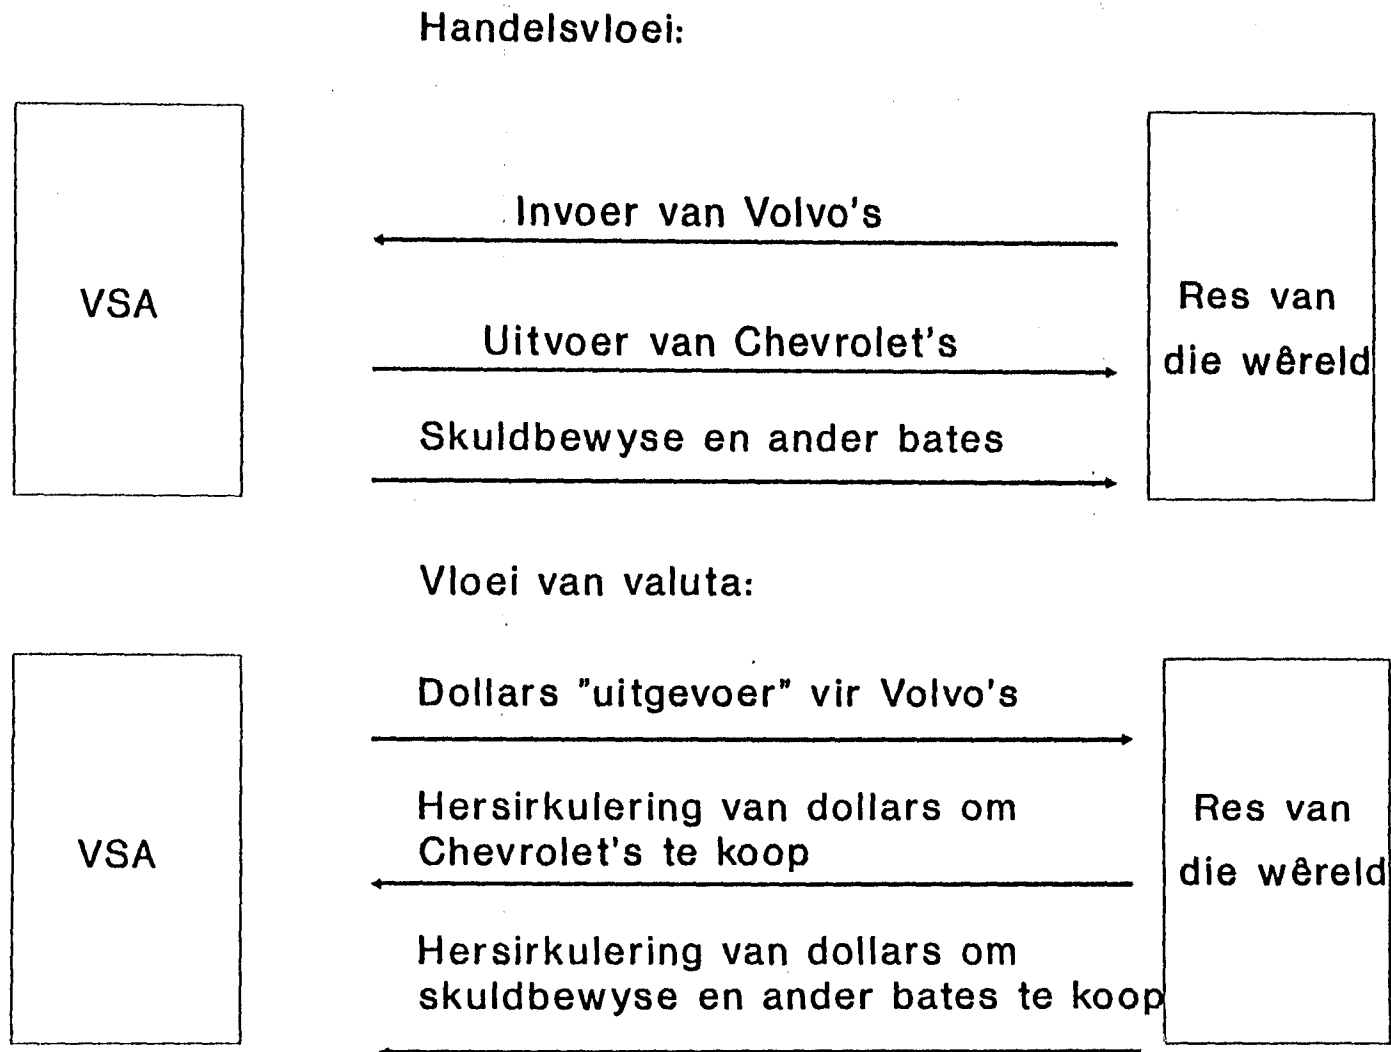 Handelsvloei:
Invoer van Volvo's
VSA
Uitvoer van Chevrolet's
Res van
die wêreld
Skuldbewyse en ander bates
Vloei van valuta:
Dollars "uitgevoer" vir Volvo's
VSA
Hersirkulering van dollars om
Chevrolet's te koop
Res van
die wêreld
Hersirkulering van dollars om
skuldbewyse en ander bates te koop